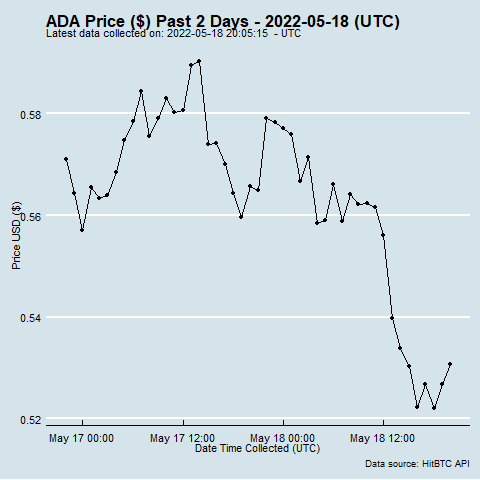 ADA Price ($) Past 2 Days - 2022-05-18 (UTC)
Latest data collected on: 2022-05-18 20:05:15 - UTC
0.58
0.56
0.54
0.52
Price USD ($)
May 17 00:00 May 17 12:00 May 18 00:00 May 18 12:00
Date Time Collected (UTC)
Data source: HitBTC API